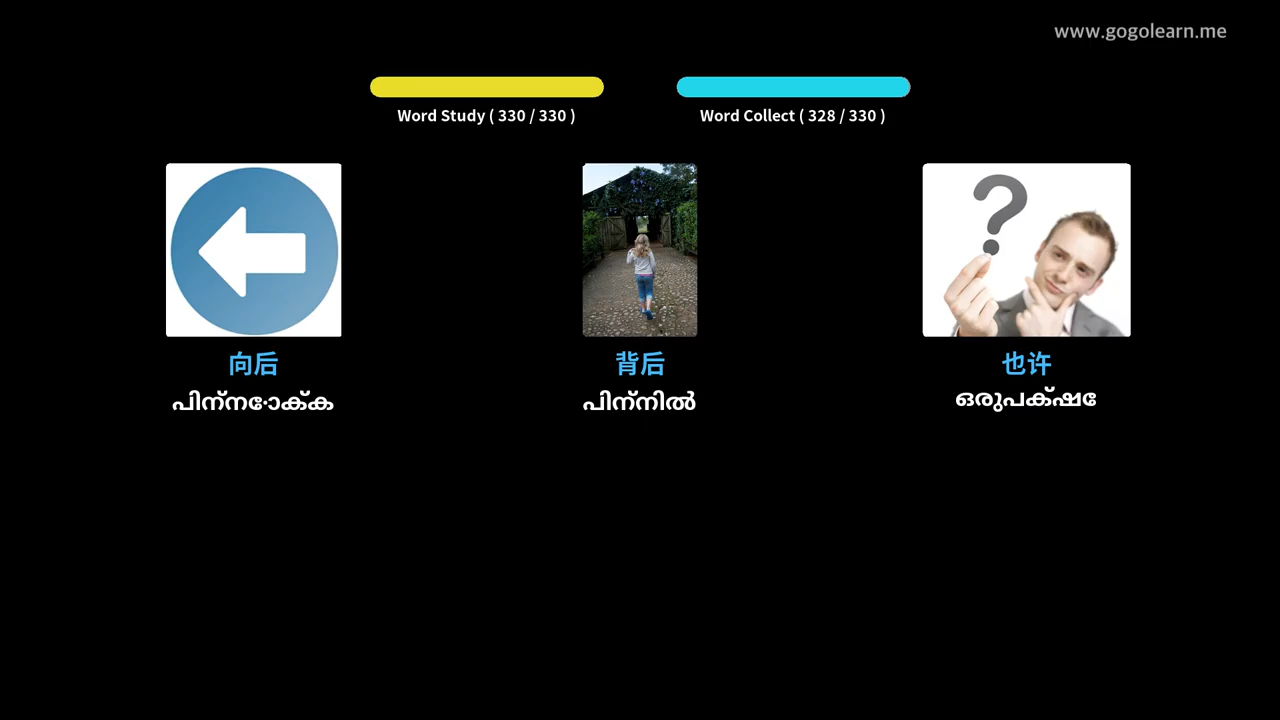 www.gogolearn.me
Word Study ( 330 / 330 )
Word Collect ( 328 / 330 )
向后
背后
也许
പിന്നോക്ക
പിന്നിൽ
ഒരുപക്ഷേ